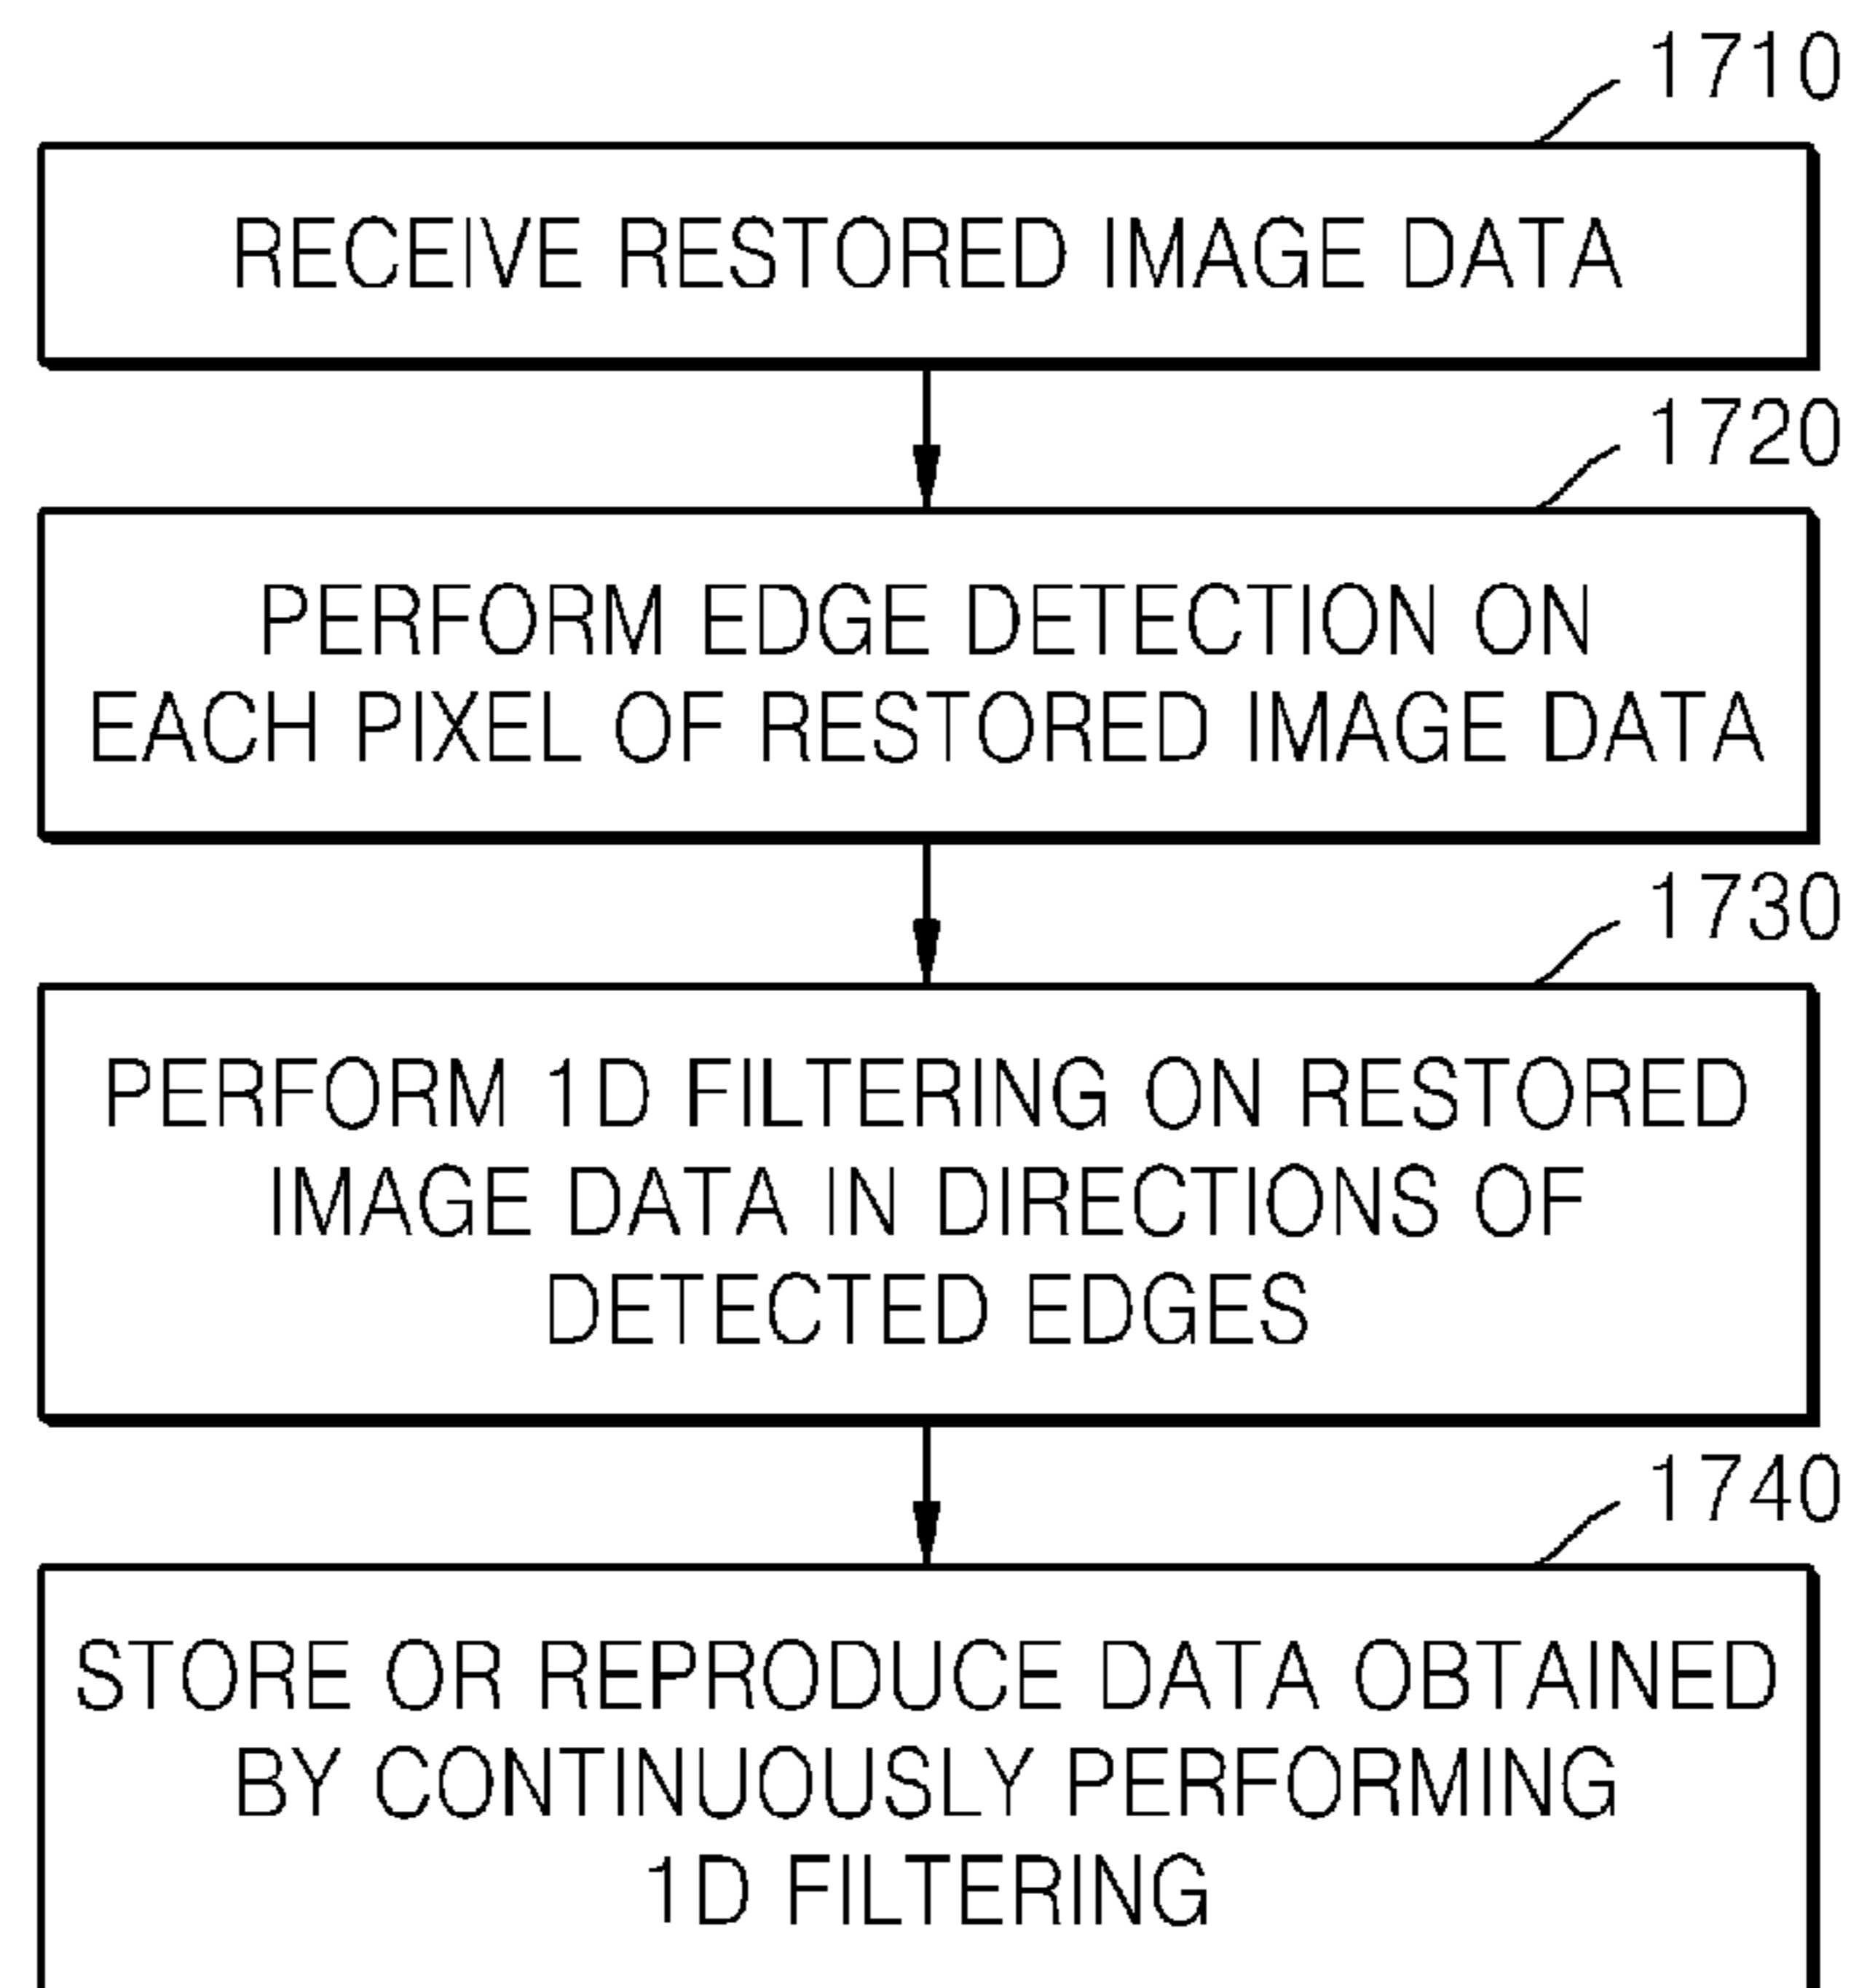 1710
RECEIVE RESTORED IMAGE DATA
1720
PERFORM EDGE DETECTION ON
EACH PIXEL OF RESTORED IMAGE DATA
1730
PERFORM 1D FILTERING ON RESTORED
IMAGE DATA IN DIRECTIONS OF
DETECTED EDGES
1740
STORE OR REPRODUCE DATA OBTAINED
BY CONTINUOUSLY PERFORMING
1D FILTERING